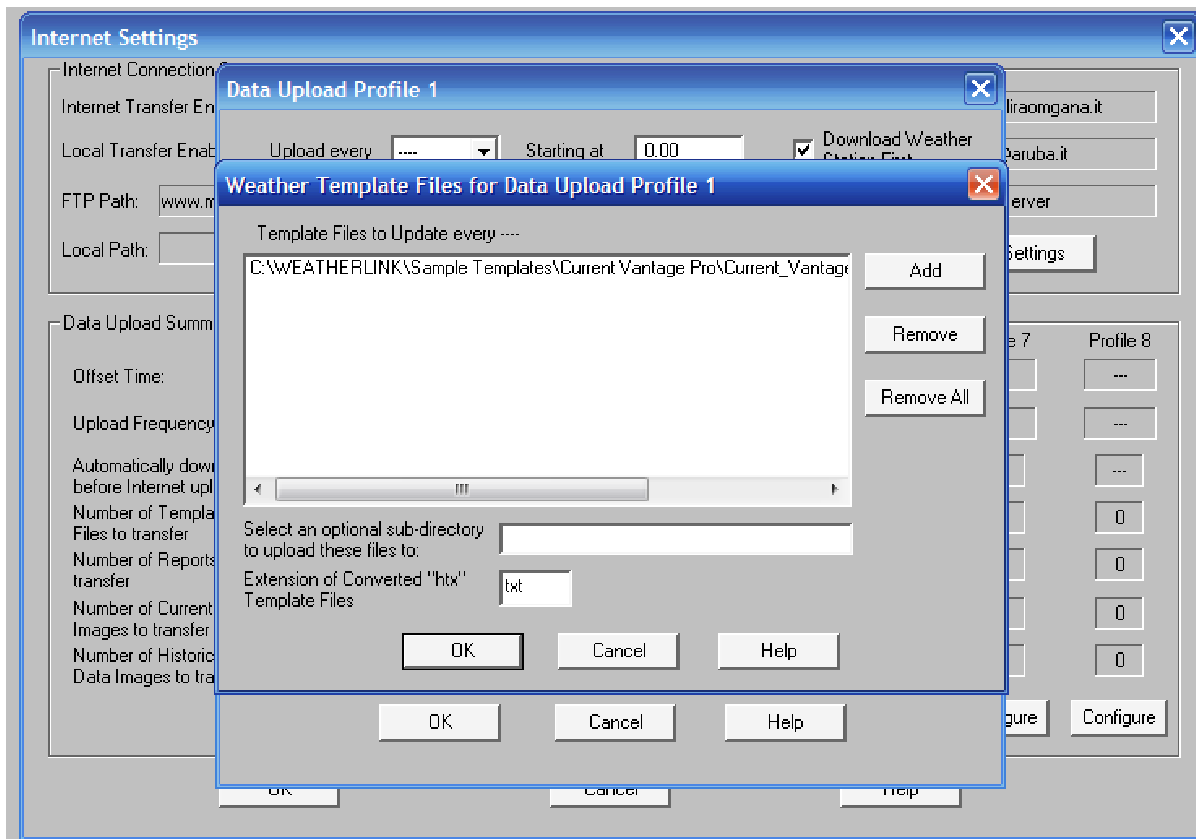 Internet Settings
Internet Connection
Data Upload Profile 1
Internet Transfer En
liraomgana.it
Upload every ---- Starting at 0.00 Download Weather
Local Transfer Enab
@aruba.it
Weather Template Files for Data Upload Profile 1
FTP Path: www.m
erver
Template Files to Update every ----
Local Path:
Settings
C:\WEATHERLINK\Sample Templates\Current Vantage Pro\Current_Vantage
Add
Remove
Remove All
Data Upload Summ
e 7 Profile 8
Offset Time:
---
Upload Frequency
---
Automatically down
before Internet upl
---
Number of Templa
Files to transfer
0
Number of Reports
transfer
0
Number of Current
Images to transfer
0
Number of Historic
Data Images to tra
0
Select an optional sub-directory
to upload these files to:
Extension of Converted "htx"
Template Files
txt
OK Cancel Help
OK Cancel Help
gure Configure
OK Cancel Help